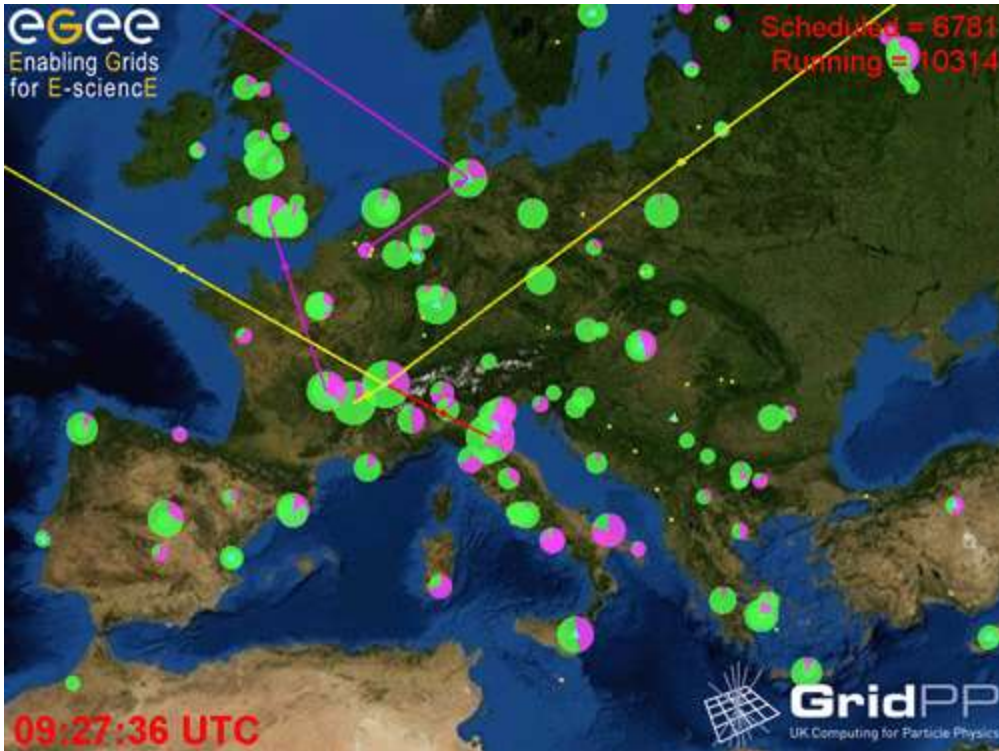 eGee
Enabling Grids
for E-sciencE
Scheduled = 6781
Running = 10314
09:27:36 UTC
GridPP
UK Computing for Particle Physics